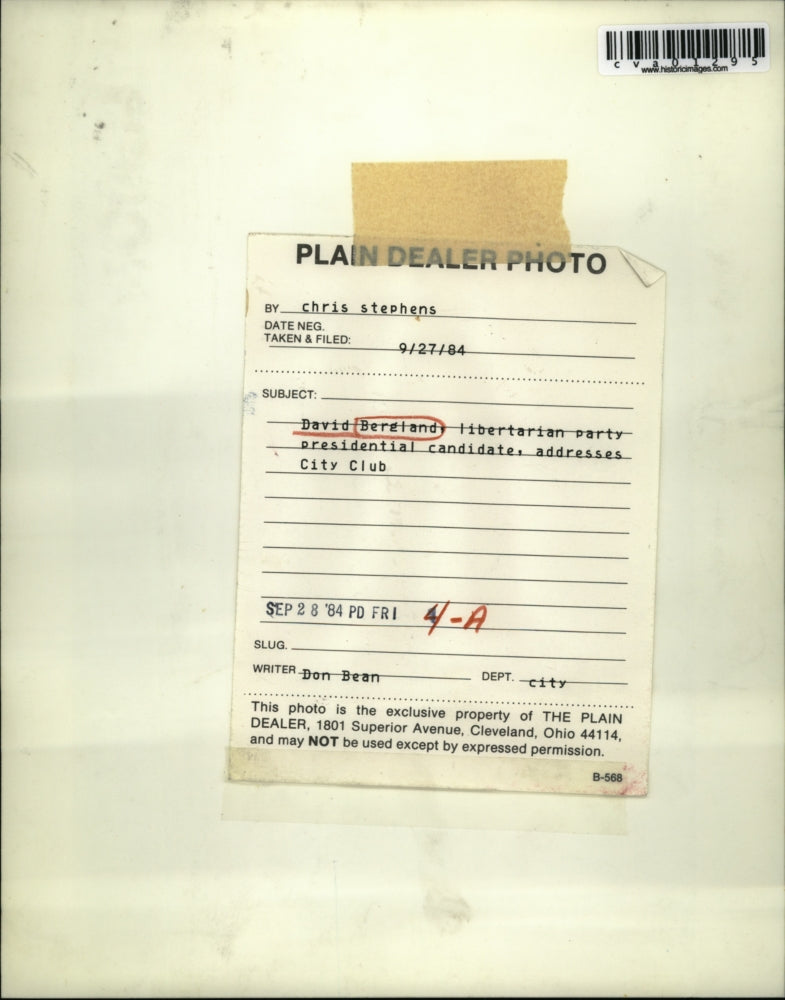 cva01295
www.historicimages.com
PLAIN DEALER PHOTO
BY chris stephens
DATE NEG.
TAKEN & FILED: 9/27/84
SUBJECT:
David Bergland, libertarian party
presidential candidate, addresses
City Club
SEP 28 '84 PD FRI 4 4-A
SLUG.
WRITER Don Bean DEPT. city
This photo is the exclusive property of THE PLAIN
DEALER, 1801 Superior Avenue, Cleveland, Ohio 44114,
and may NOT be used except by expressed permission.
B-568